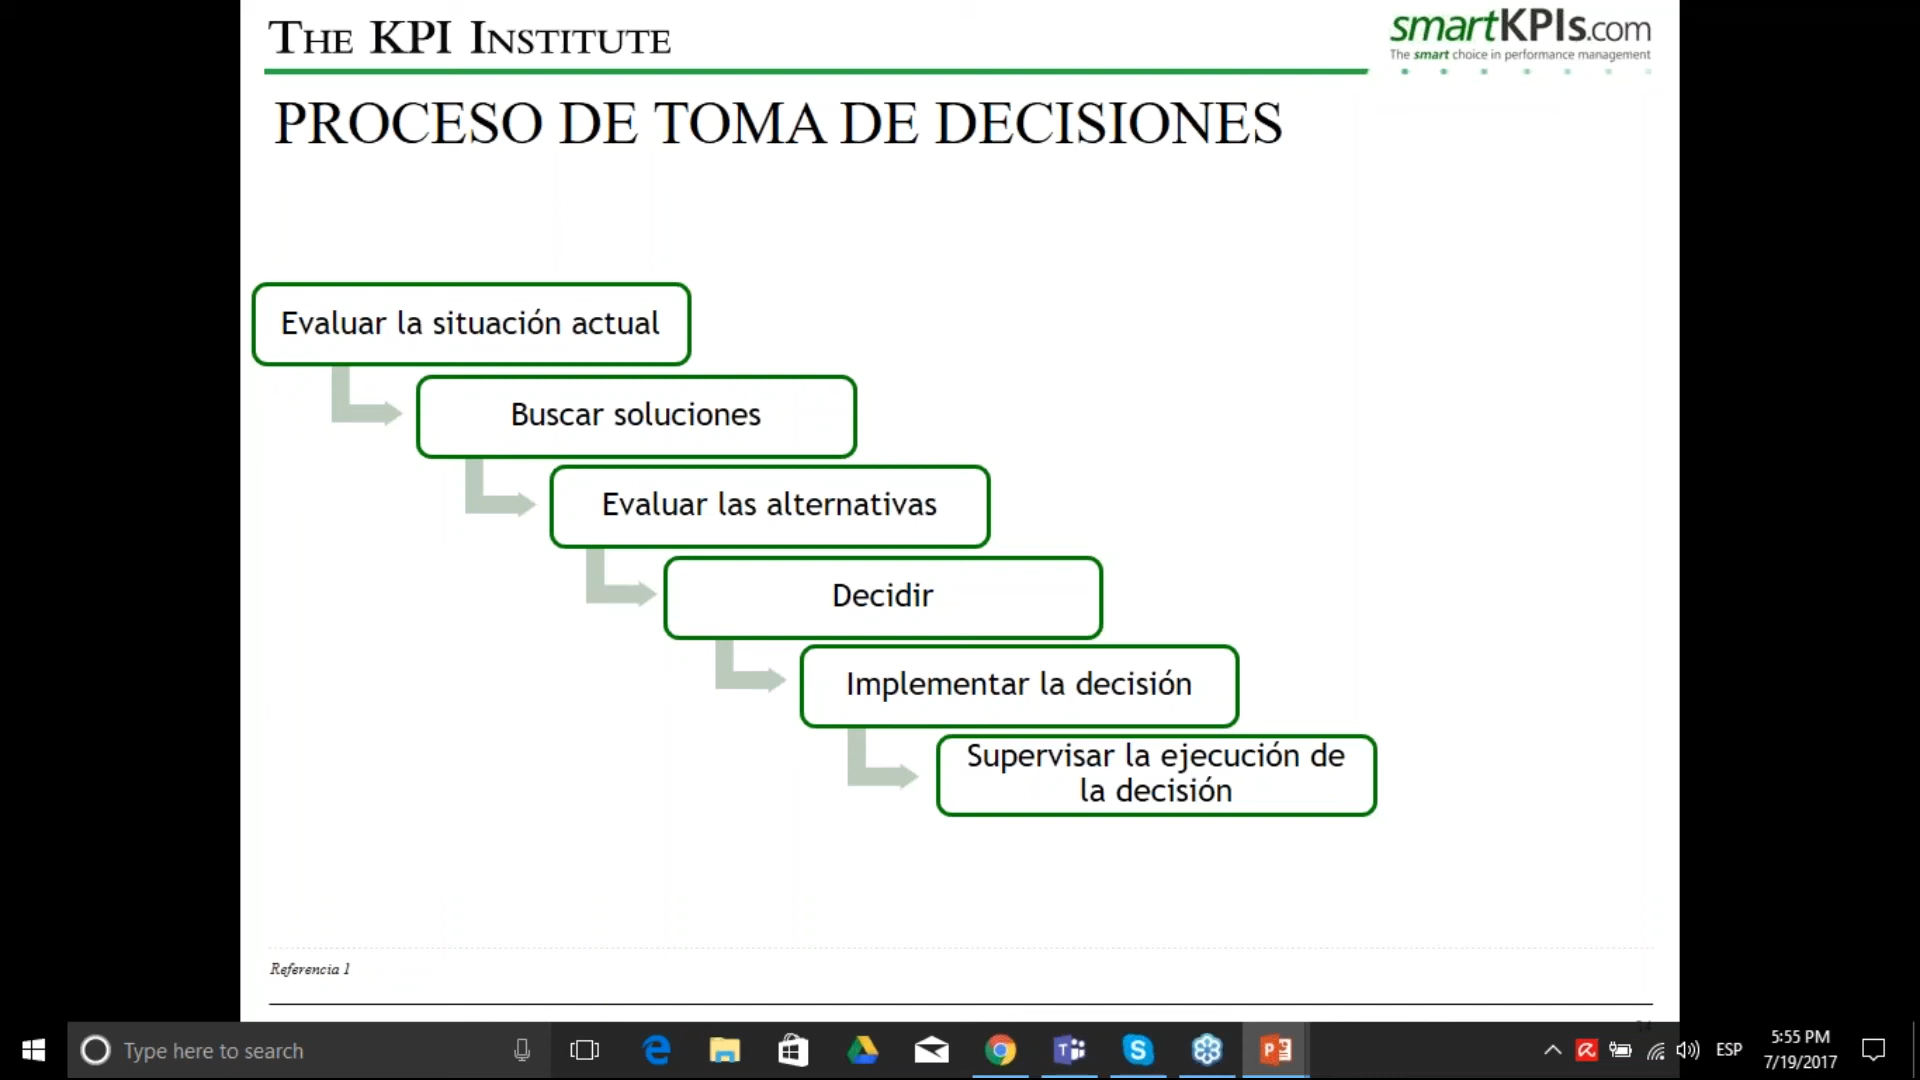 THE KPI INSTITUTE
smartKPIs.com
The smart choice in performance management
PROCESO DE TOMA DE DECISIONES
Evaluar la situación actual
Buscar soluciones
Evaluar las alternativas
Decidir
Implementar la decisión
Supervisar la ejecución de
la decisión
Referencia 1
Type here to search
ESP
5:55 PM
7/19/2017